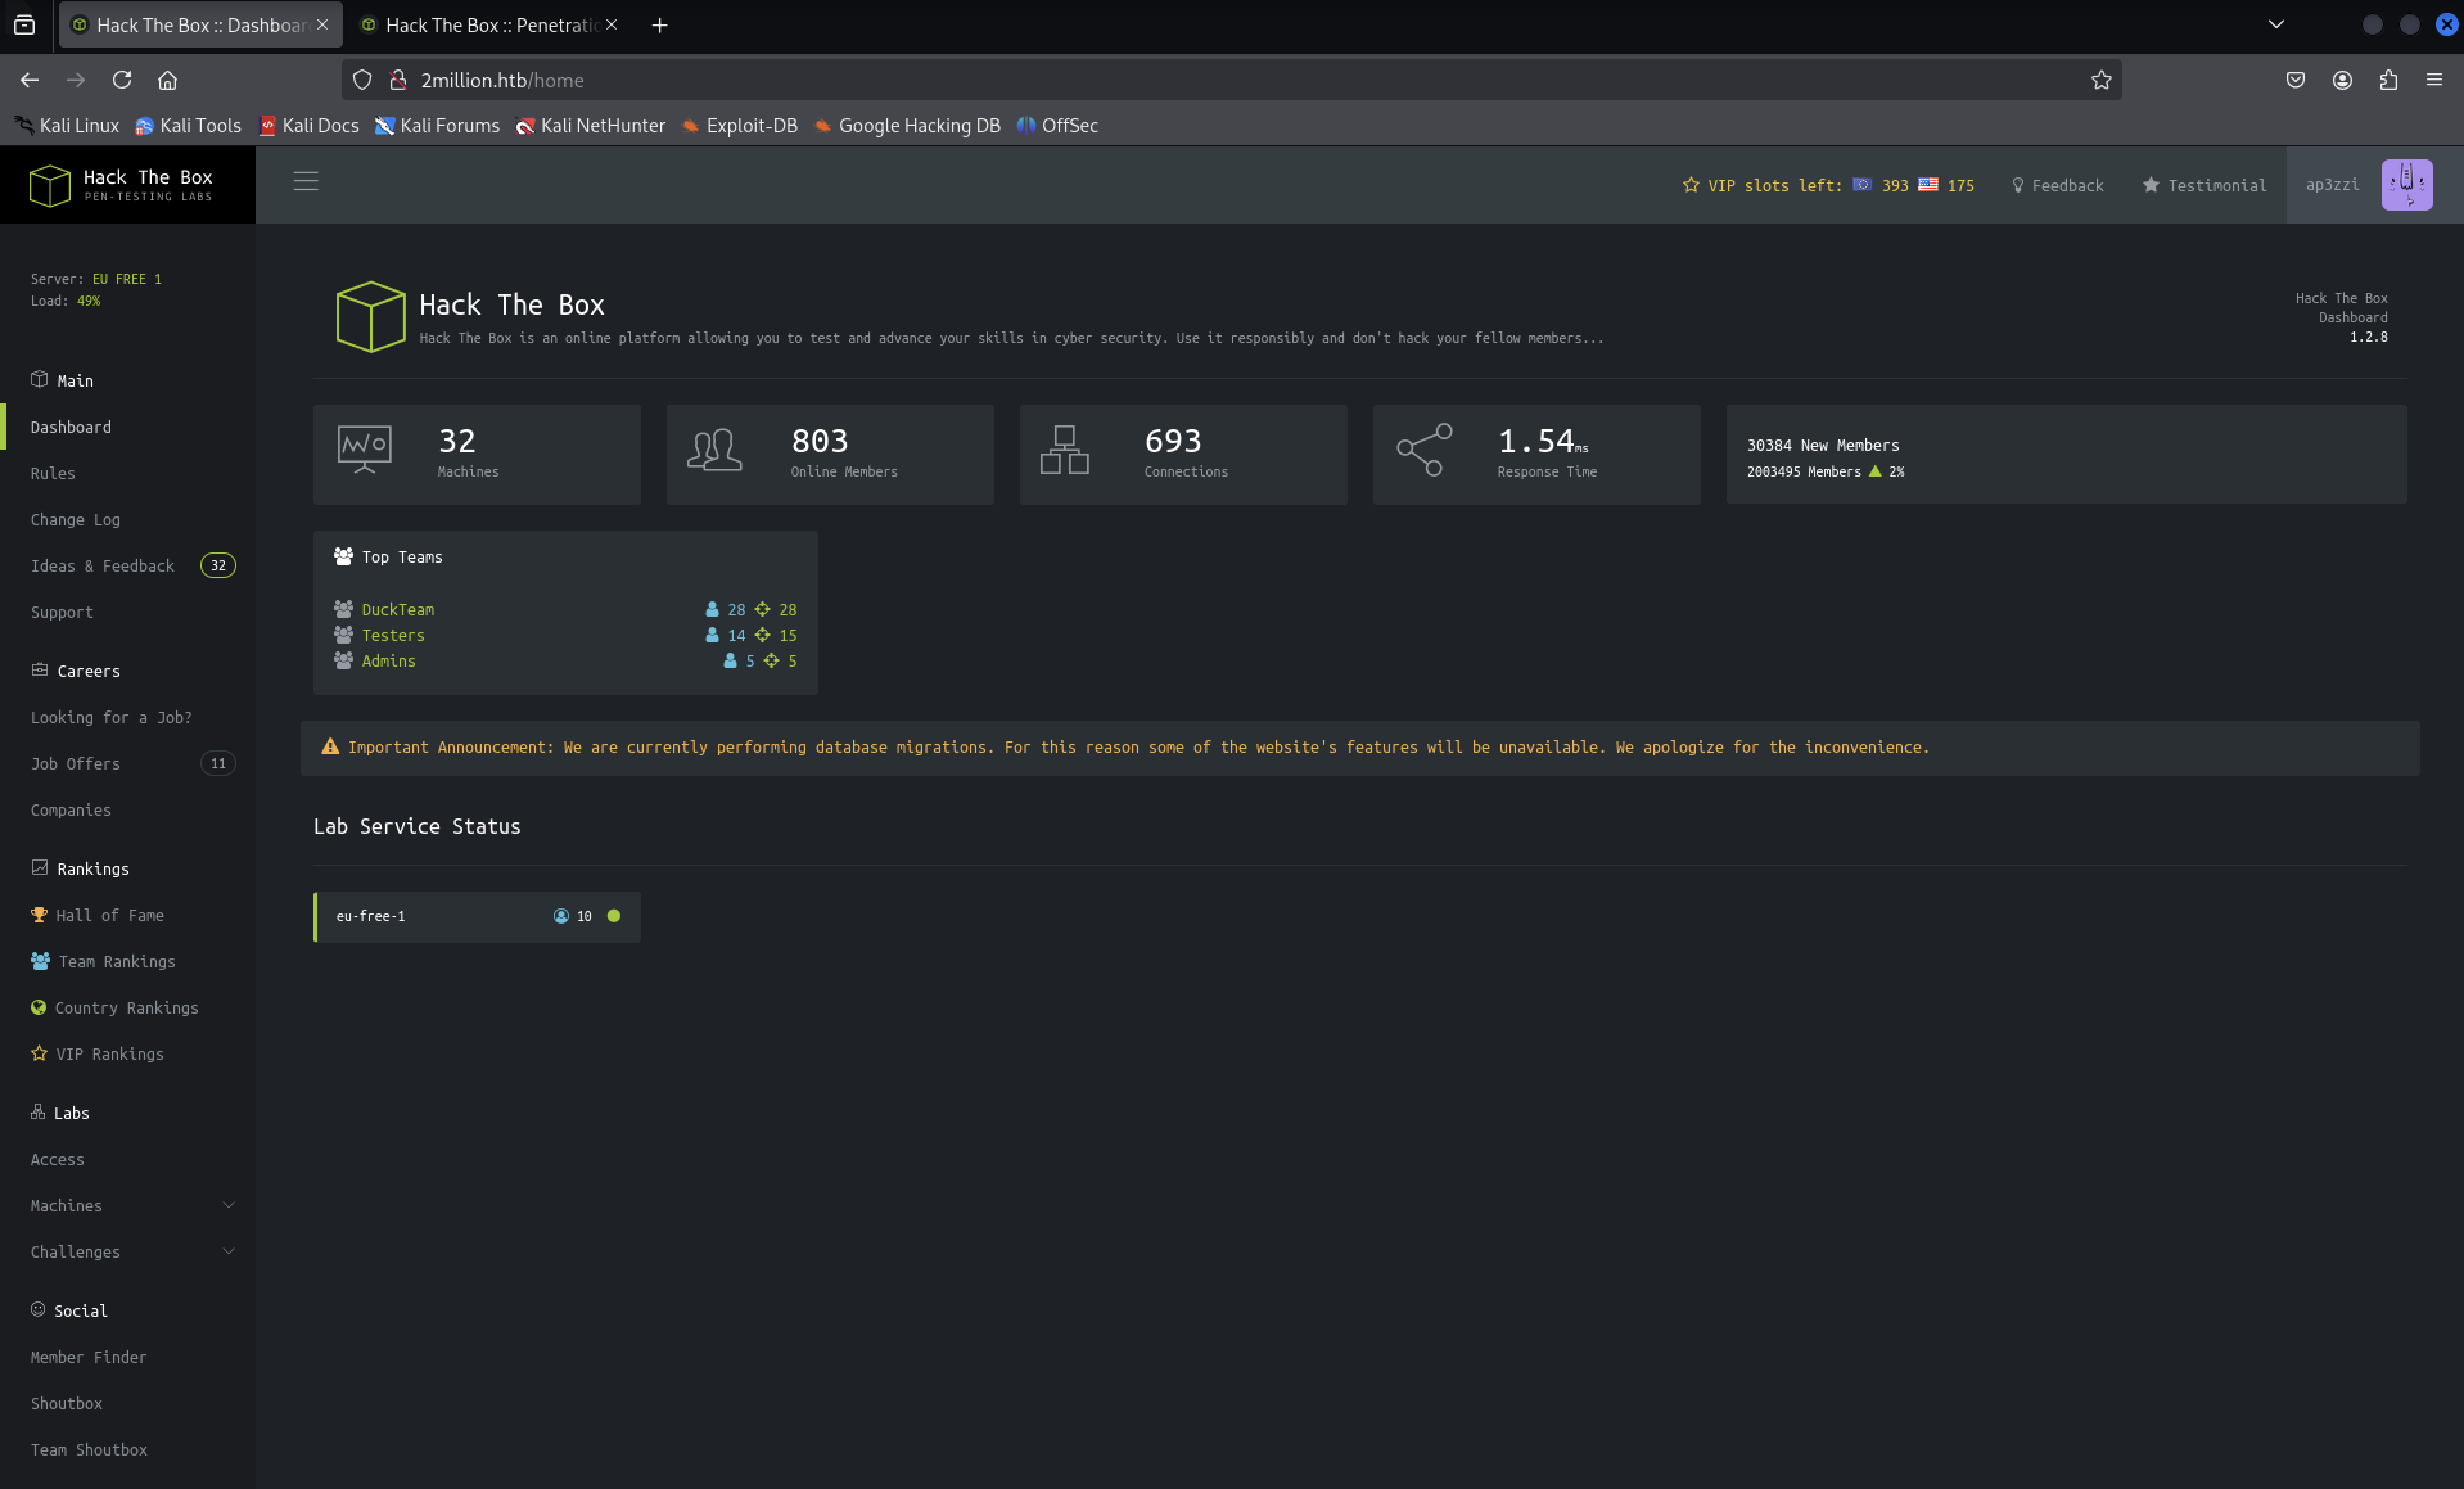 Hack The Box :: Dashboar
Hack The Box :: Penetratio
2million.htb/home
Kali Linux Kali Tools Kali Docs Kali Forums Kali NetHunter Exploit-DB Google Hacking DB OffSec
Hack The Box
PEN-TESTING LABS
VIP slots left: 393 175 Feedback Testimonial ap3zzi
Server: EU FREE 1
Load: 49%
Main
Dashboard
Rules
Change Log
Ideas & Feedback 32
Support
Careers
Looking for a Job?
Job Offers 11
Companies
Rankings
Hall of Fame
Team Rankings
Country Rankings
VIP Rankings
Labs
Access
Machines
Challenges
Social
Member Finder
Shoutbox
Team Shoutbox
Hack The Box
Hack The Box is an online platform allowing you to test and advance your skills in cyber security. Use it responsibly and don't hack your fellow members...
Hack The Box
Dashboard
1.2.8
32
Machines
803
Online Members
693
Connections
1.54ms
Response Time
30384 New Members
2003495 Members 2%
Top Teams
DuckTeam 28 28
Testers 14 15
Admins 5 5
Important Announcement: We are currently performing database migrations. For this reason some of the website's features will be unavailable. We apologize for the inconvenience.
Lab Service Status
eu-free-1 10